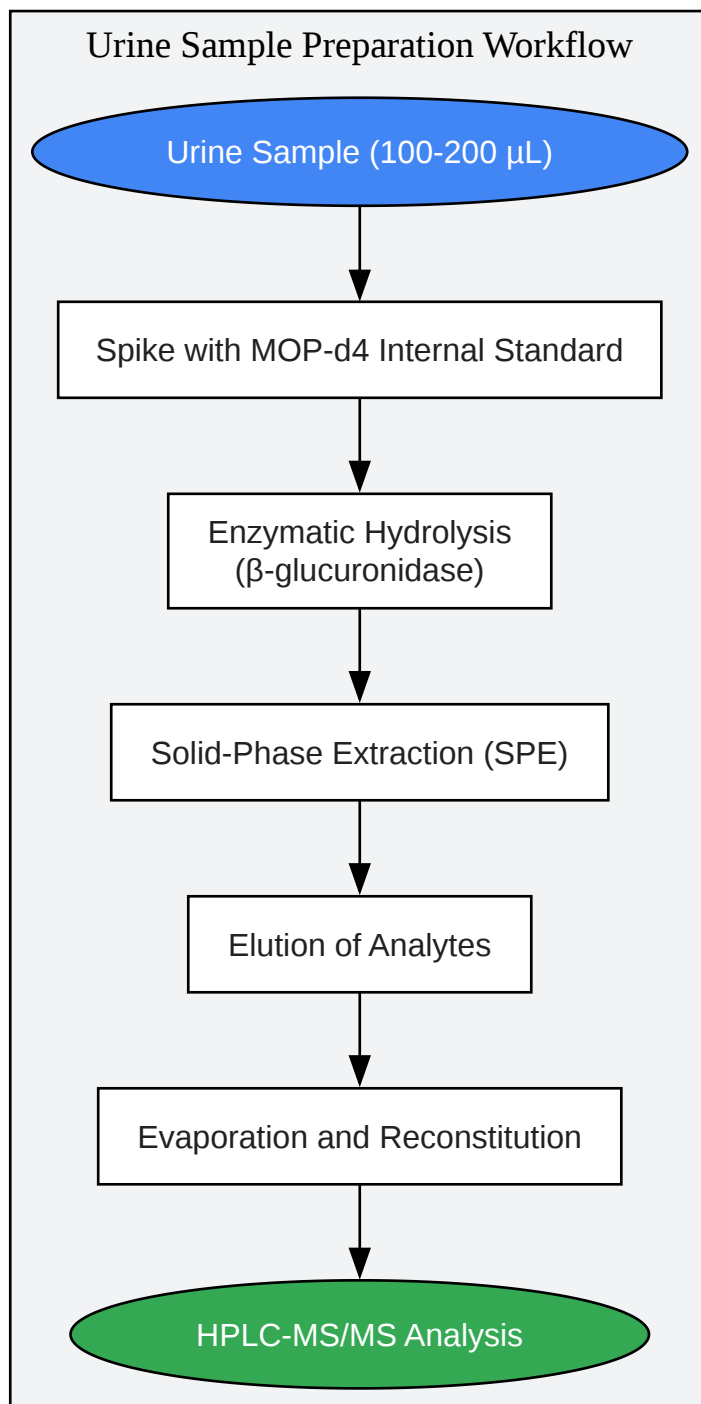 Urine Sample Preparation Workflow
Urine Sample (100-200 µL)
Spike with MOP-d4 Internal Standard
Enzymatic Hydrolysis
(β-glucuronidase)
Solid-Phase Extraction (SPE)
Elution of Analytes
Evaporation and Reconstitution
HPLC-MS/MS Analysis